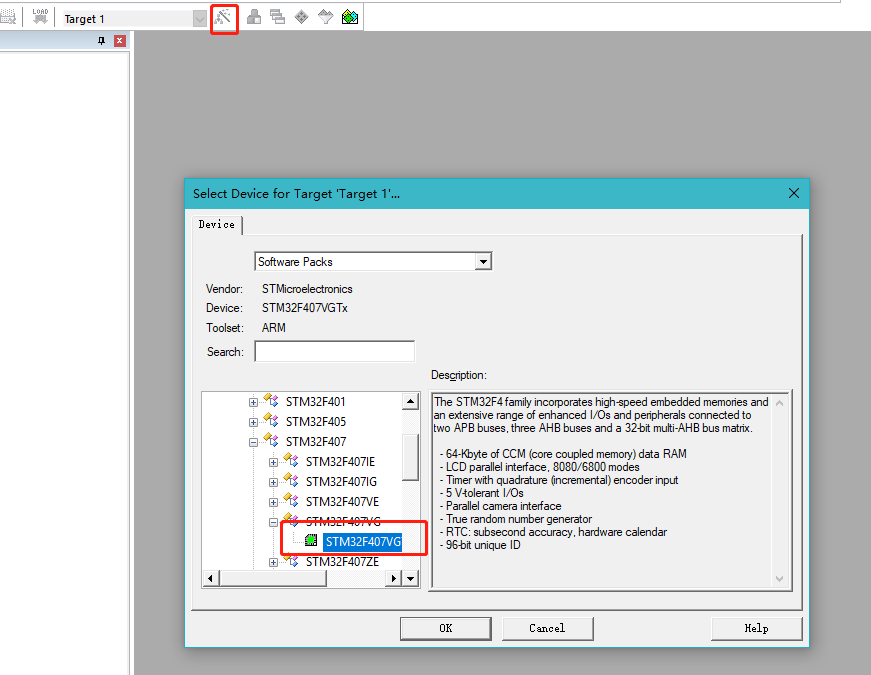 LOAD
Target 1
Select Device for Target 'Target 1'...
Device
Software Packs
Vendor: STMicroelectronics
Device: STM32F407VGTx
Toolset: ARM
Search:
Description:
STM32F401
STM32F405
STM32F407
STM32F407IE
STM32F407IG
STM32F407VE
STM32F407VG
STM32F407VG
STM32F407ZE
The STM32F4 family incorporates high-speed embedded memories and
an extensive range of enhanced I/Os and peripherals connected to
two APB buses, three AHB buses and a 32-bit multi-AHB bus matrix.
- 64-Kbyte of CCM (core coupled memory) data RAM
- LCD parallel interface, 8080/6800 modes
- Timer with quadrature (incremental) encoder input
- 5 V-tolerant I/Os
- Parallel camera interface
- True random number generator
- RTC: subsecond accuracy, hardware calendar
- 96-bit unique ID
OK
Cancel
Help